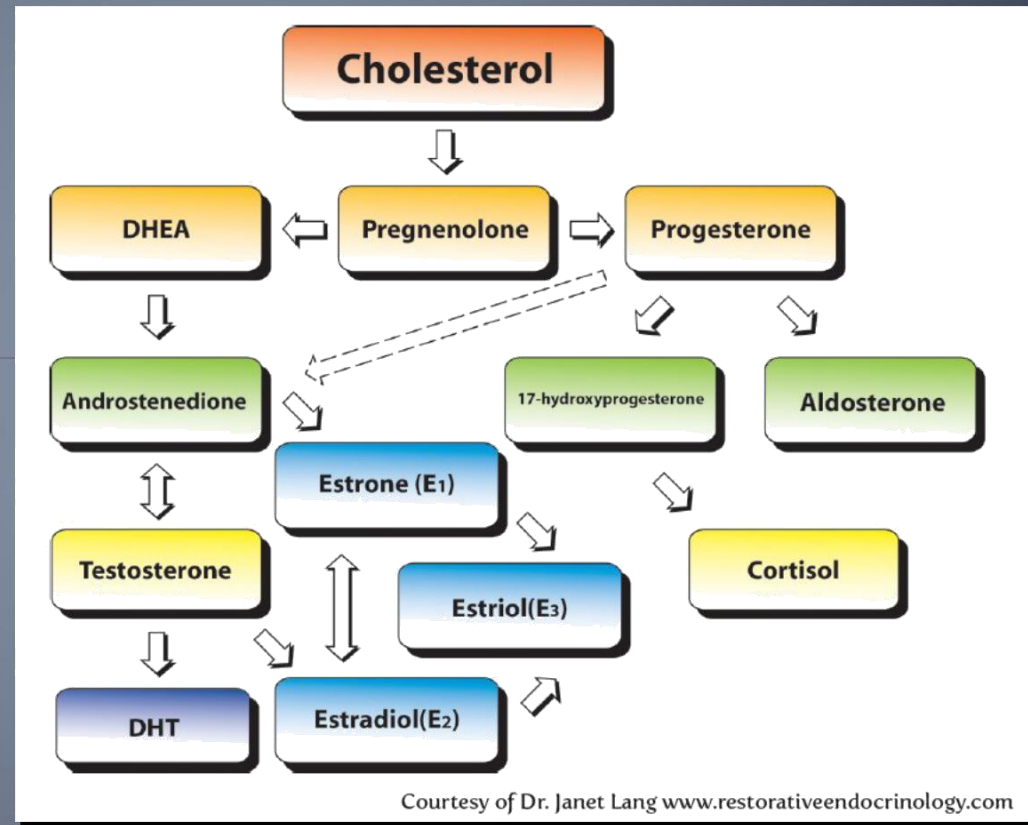 Cholesterol
DHEA
Pregnenolone
Progesterone
Androstenedione
17-hydroxyprogesterone
Aldosterone
Estrone (E1)
Testosterone
Estriol(E3)
Cortisol
DHT
Estradiol(E2)
Courtesy of Dr. Janet Lang www.restorativeendocrinology.com